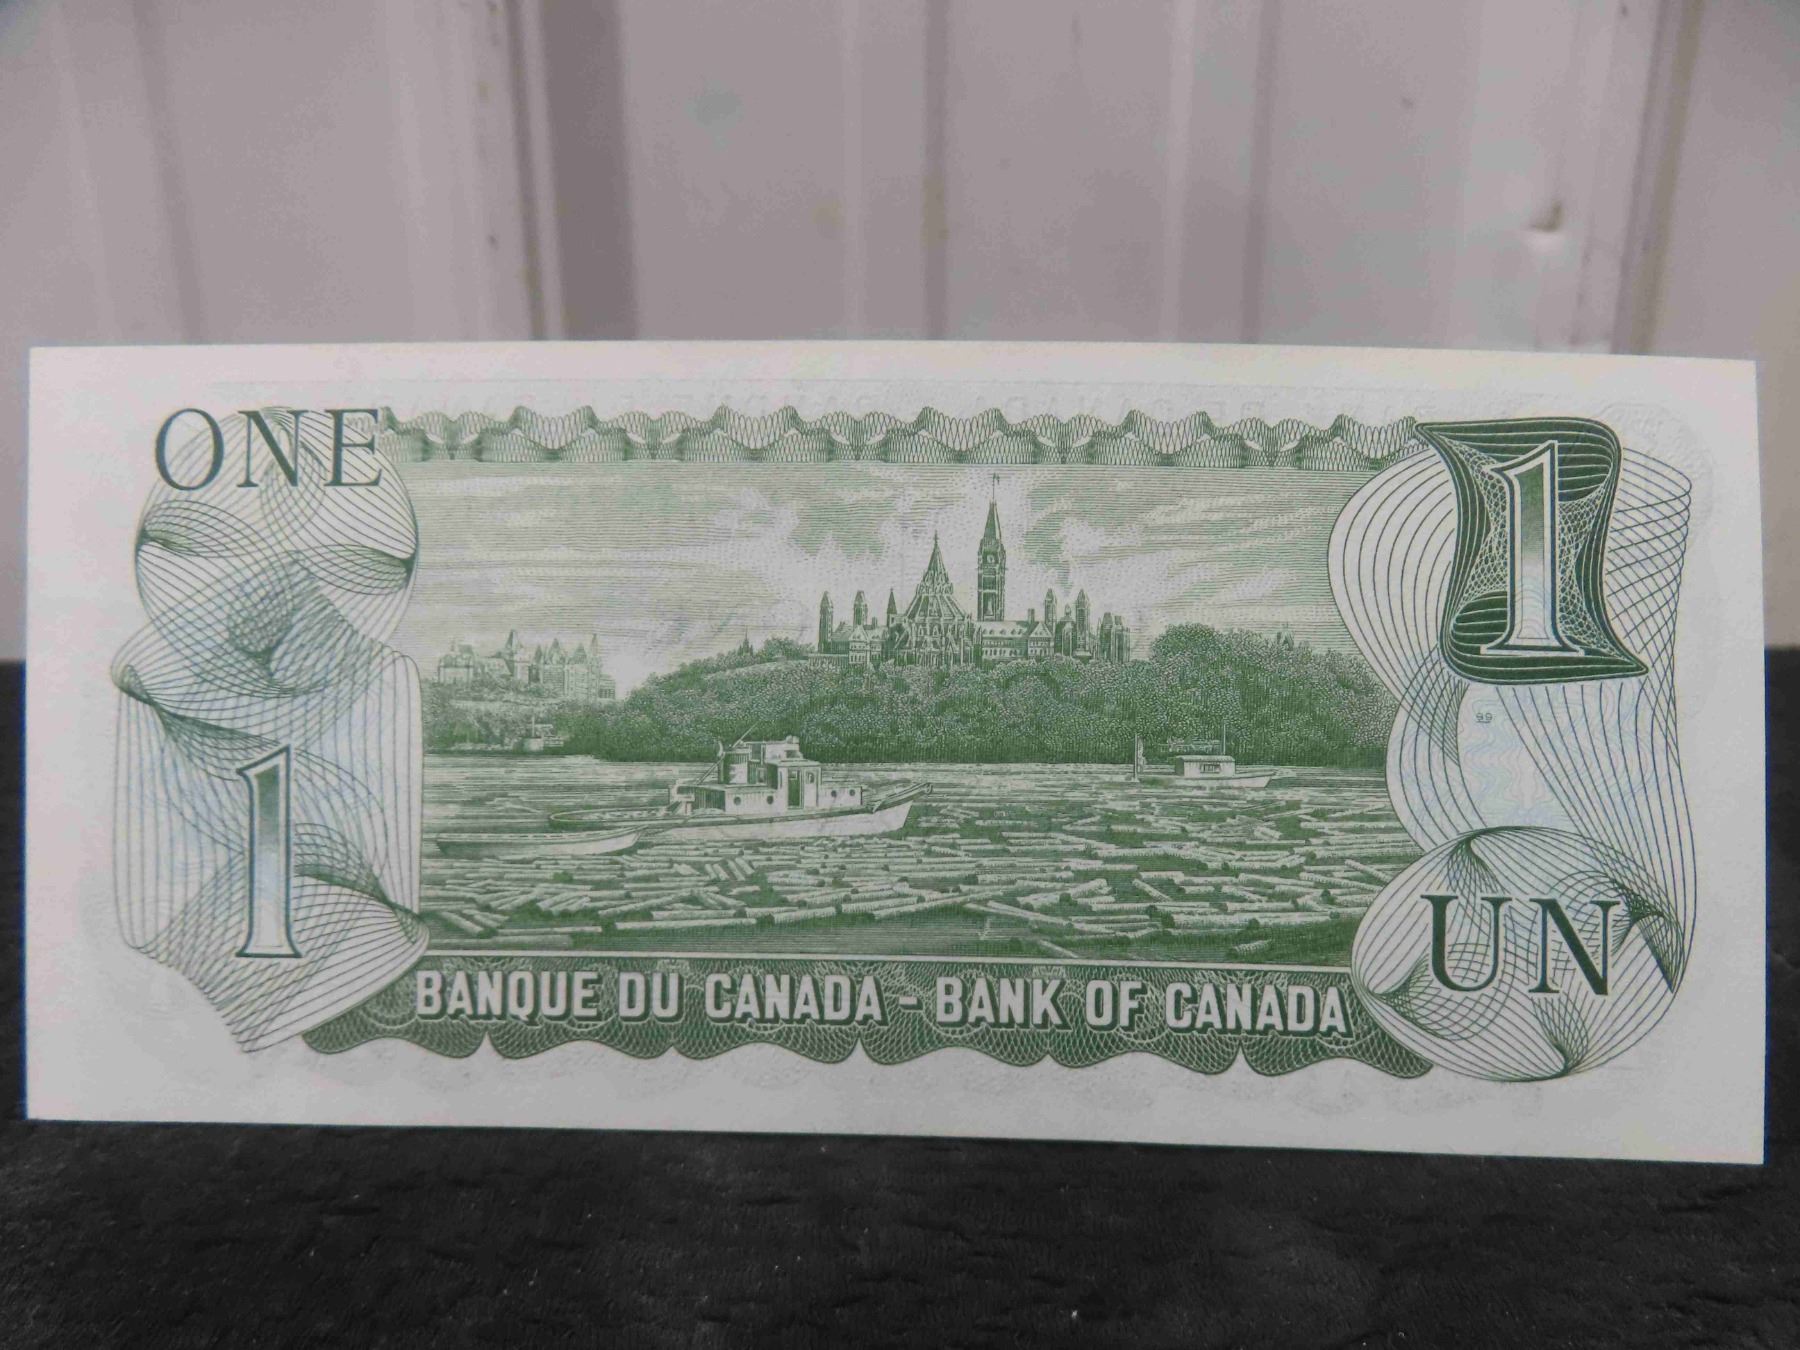 ONE
1
1
UN
BANQUE DU CANADA - BANK OF CANADA